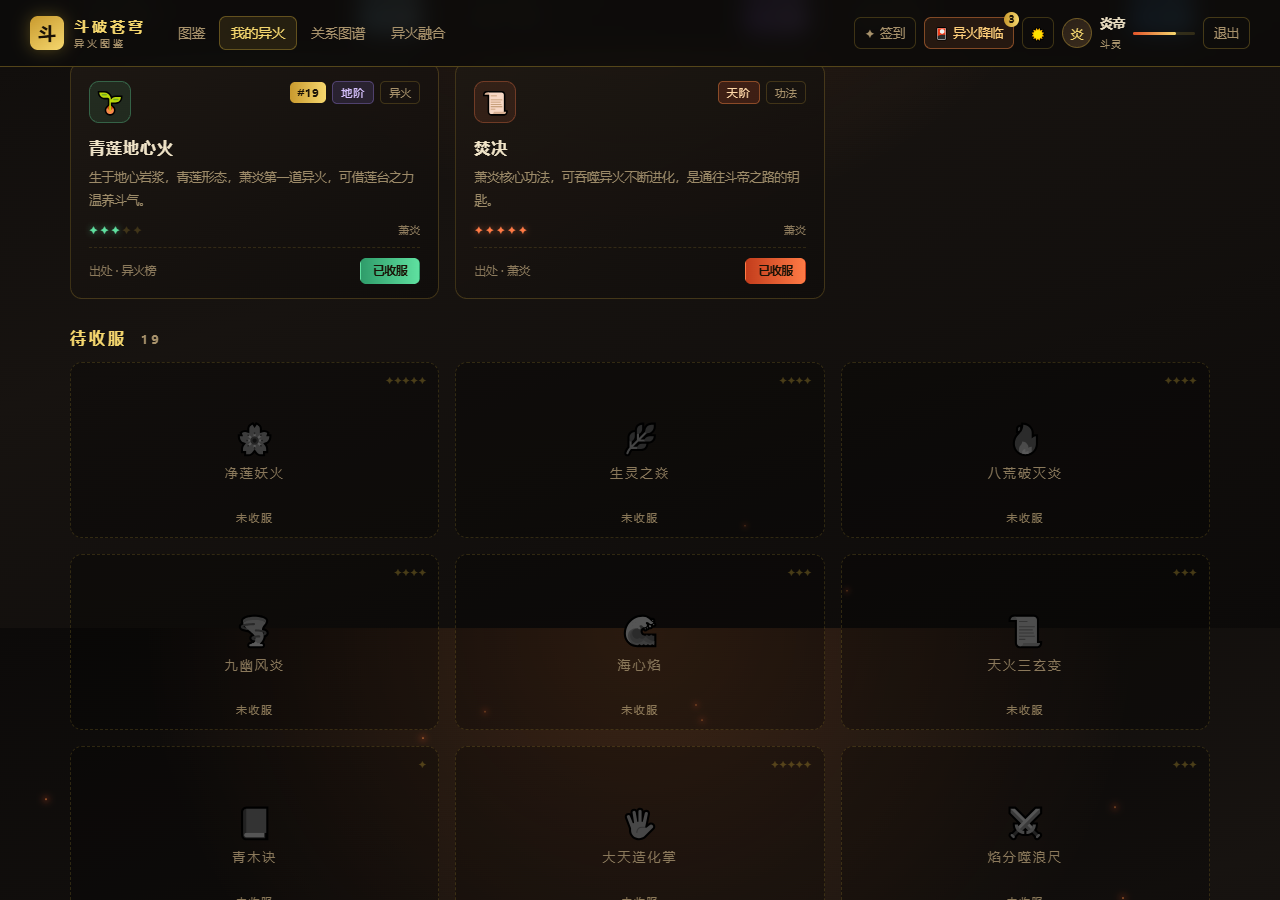 斗
斗破苍穹
异火图鉴
图鉴
我的异火
关系图谱
异火融合
签到
异火降临
3
炎
炎帝
斗灵
退出
#19
地阶
异火
青莲地心火
生于地心岩浆，青莲形态，萧炎第一道异火，可借莲台之力
温养斗气。
萧炎
出处 · 异火榜
已收服
天阶
功法
焚决
萧炎核心功法，可吞噬异火不断进化，是通往斗帝之路的钥
匙。
萧炎
出处 · 萧炎
已收服
待收服 19
净莲妖火
未收服
生灵之焱
未收服
八荒破灭炎
未收服
九幽风炎
未收服
海心焰
未收服
天火三玄变
未收服
青木诀
大天造化掌
焰分噬浪尺